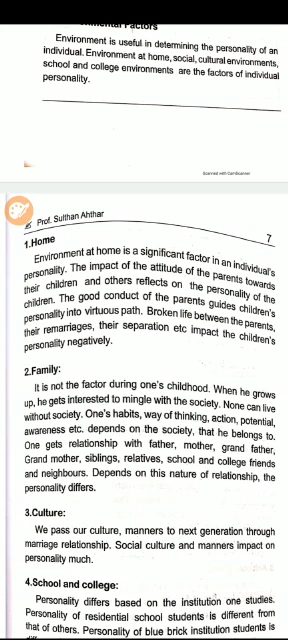 Environmental Factors
Environment is useful in determining the personality of an
individual. Environment at home, social, cultural environments,
school and college environments are the factors of individual
personality.
Scanned with CamScanner
Prof. Sulthan Ahthar
7
1.Home
Environment at home is a significant factor in an individual's
personality. The impact of the attitude of the parents towards
their children and others reflects on the personality of the
children. The good conduct of the parents guides children's
personality into virtuous path. Broken life between the parents,
their remarriages, their separation etc impact the children's
personality negatively.
2.Family:
It is not the factor during one's childhood. When he grows
up, he gets interested to mingle with the society. None can live
without society. One's habits, way of thinking, action, potential,
awareness etc. depends on the society, that he belongs to.
One gets relationship with father, mother, grand father,
Grand mother, siblings, relatives, school and college friends
and neighbours. Depends on this nature of relationship, the
personality differs.
3.Culture:
We pass our culture, manners to next generation through
marriage relationship. Social culture and manners impact on
personality much.
4.School and college:
Personality differs based on the institution one studies.
Personality of residential school students is different from
that of others. Personality of blue brick institution students is